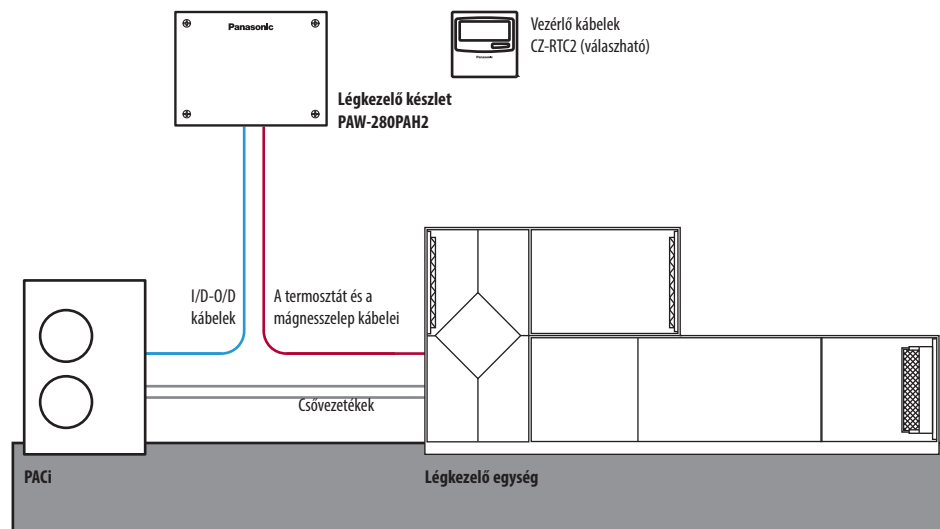 Panasonic
Vezérlő kábelek
CZ-RTC2 (válaszható)
Panasonic
Légkezelő készlet
PAW-280PAH2
I/D-O/D
kábelek
A termosztát és a
mágnesszelep kábelei
Csővezetékek
PACi
Légkezelő egység